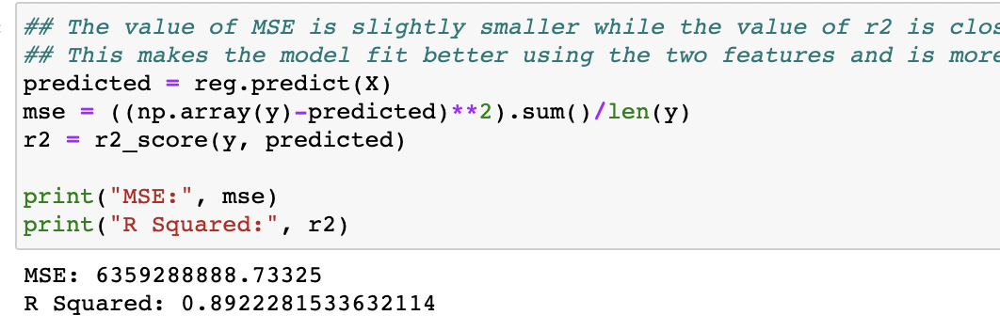 ## The value of MSE is slightly smaller while the value of r2 is
## This makes the model fit better using the two features and is more
predicted = reg.predict(X)
mse = ((np.array(y)-predicted)**2).sum()/len(y)
r2 = r2_score(y, predicted)
print("MSE:", mse)
print("R Squared:", r2)
MSE: 6359288888.73325
R Squared: 0.8922281533632114